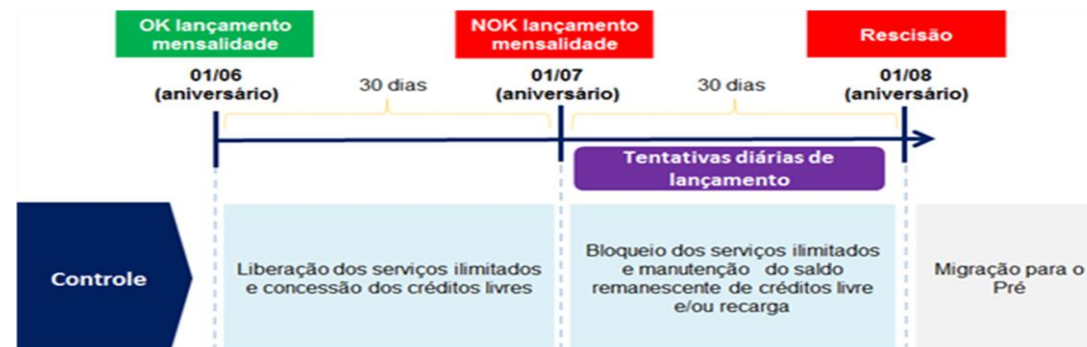 OK lançamento
mensalidade
NOK lançamento
mensalidade
Rescisão
01/06
(aniversário)
30 dias
01/07
(aniversário)
30 dias
01/08
(aniversário)
Tentativas diárias de
lançamento
Controle
Liberação dos serviços ilimitados
e concessão dos créditos livres
Bloqueio dos serviços ilimitados
e manutenção do saldo
remanescente de créditos livre
e/ou recarga
Migração para o
Pré